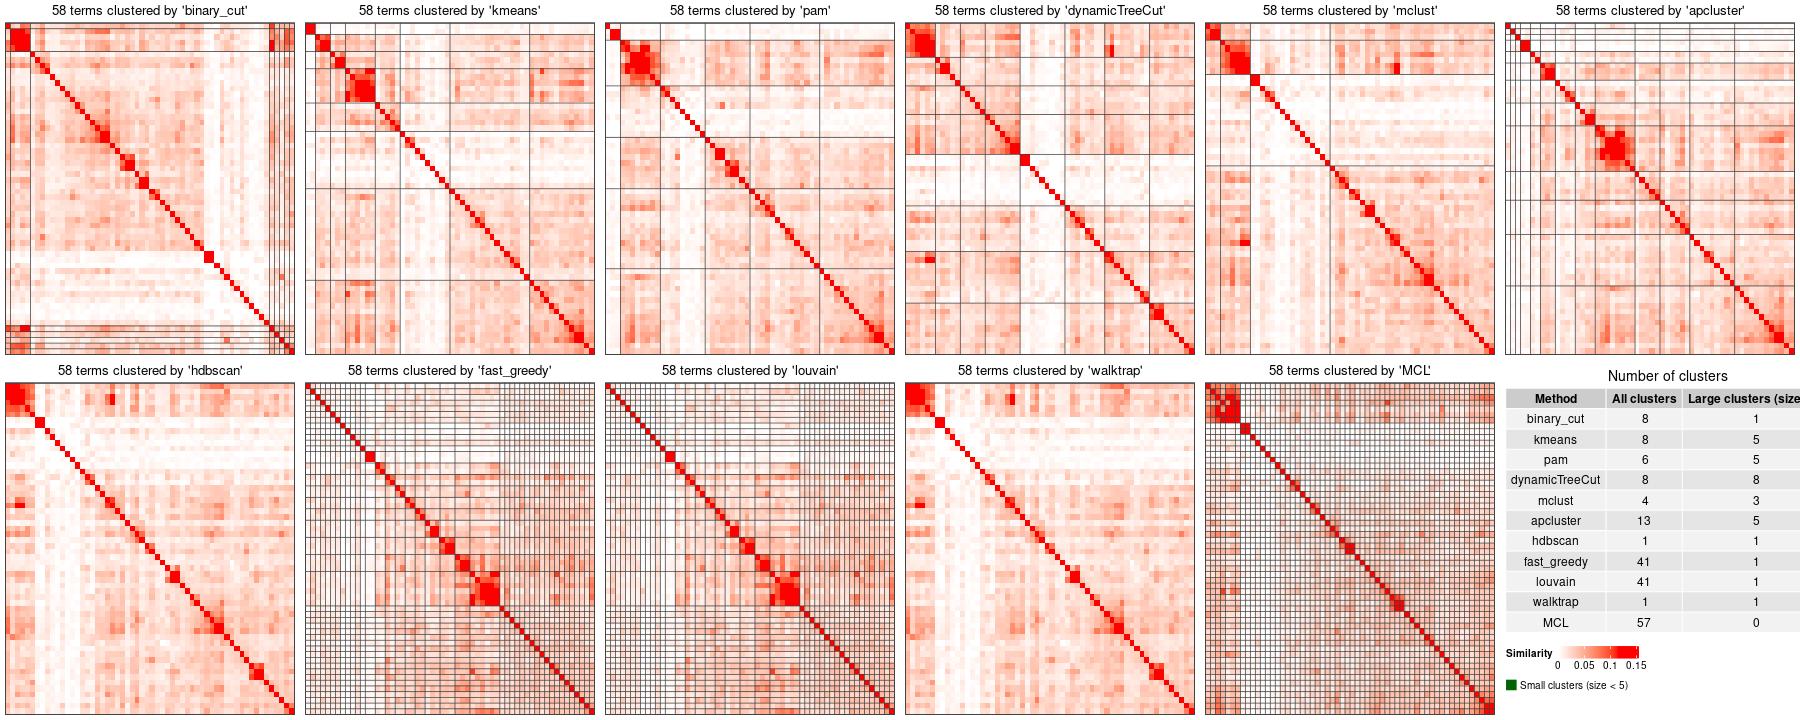 58 terms clustered by 'binary_cut'
58 terms clustered by 'kmeans'
58 terms clustered by 'pam'
58 terms clustered by 'dynamicTreeCut'
58 terms clustered by 'mclust'
58 terms clustered by 'apcluster'
58 terms clustered by 'hdbscan'
58 terms clustered by 'fast_greedy'
58 terms clustered by 'louvain'
58 terms clustered by 'walktrap'
58 terms clustered by 'MCL'
Number of clusters
Method All clusters Large clusters (size
binary_cut 8 1
kmeans 8 5
pam 6 5
dynamicTreeCut 8 8
mclust 4 3
apcluster 13 5
hdbscan 1 1
fast_greedy 41 1
louvain 41 1
walktrap 1 1
MCL 57 0
Similarity
0 0.05 0.1 0.15
Small clusters (size < 5)